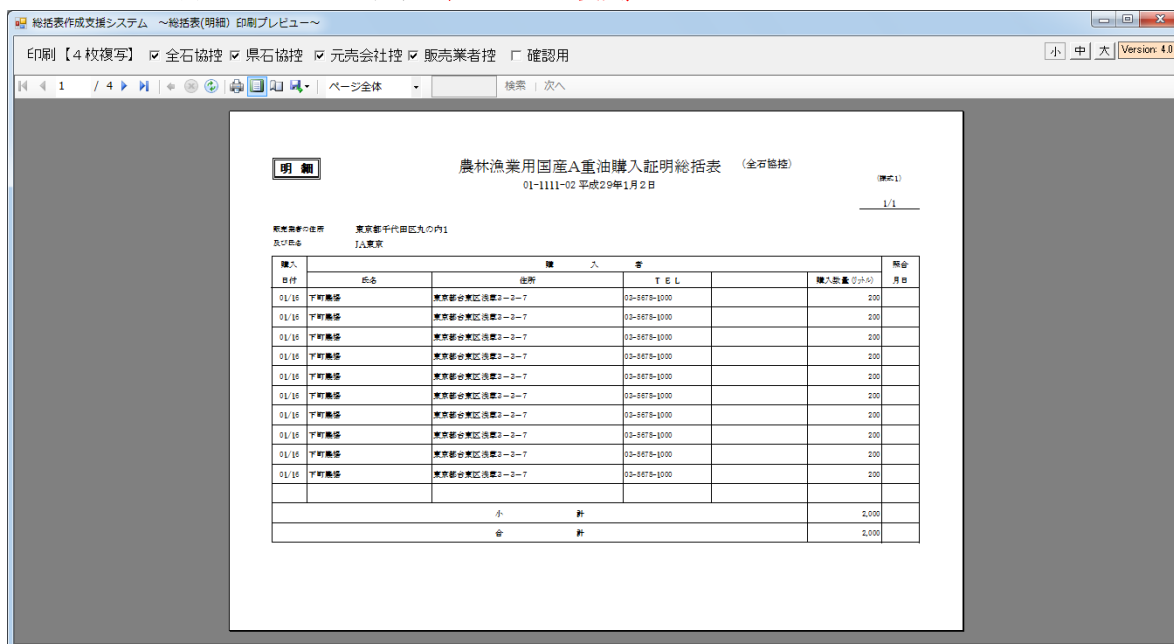 総括表作成支援システム　～総括表(明細) 印刷プレビュー～
印刷【４枚複写】 全石協控 県石協控 元売会社控 販売業者控 確認用 小 中 大 Version: 4.0
1 / 4 ページ全体 検索 次へ
明細 農林漁業用国産Ａ重油購入証明総括表 (全石協控)
01-1111-02 平成29年1月2日 (様式1)
1/1
販売業者の住所 東京都千代田区丸の内1
及び氏名 JA東京
購入 購入者 照合
日付 氏名 住所 ＴＥＬ 購入数量(リットル) 月日
01/16 下町農協 東京都台東区浅草3－3－7 03-5678-1000 200
01/16 下町農協 東京都台東区浅草3－3－7 03-5678-1000 200
01/16 下町農協 東京都台東区浅草3－3－7 03-5678-1000 200
01/16 下町農協 東京都台東区浅草3－3－7 03-5678-1000 200
01/16 下町農協 東京都台東区浅草3－3－7 03-5678-1000 200
01/16 下町農協 東京都台東区浅草3－3－7 03-5678-1000 200
01/16 下町農協 東京都台東区浅草3－3－7 03-5678-1000 200
01/16 下町農協 東京都台東区浅草3－3－7 03-5678-1000 200
01/16 下町農協 東京都台東区浅草3－3－7 03-5678-1000 200
01/16 下町農協 東京都台東区浅草3－3－7 03-5678-1000 200
小計 2,000
合計 2,000